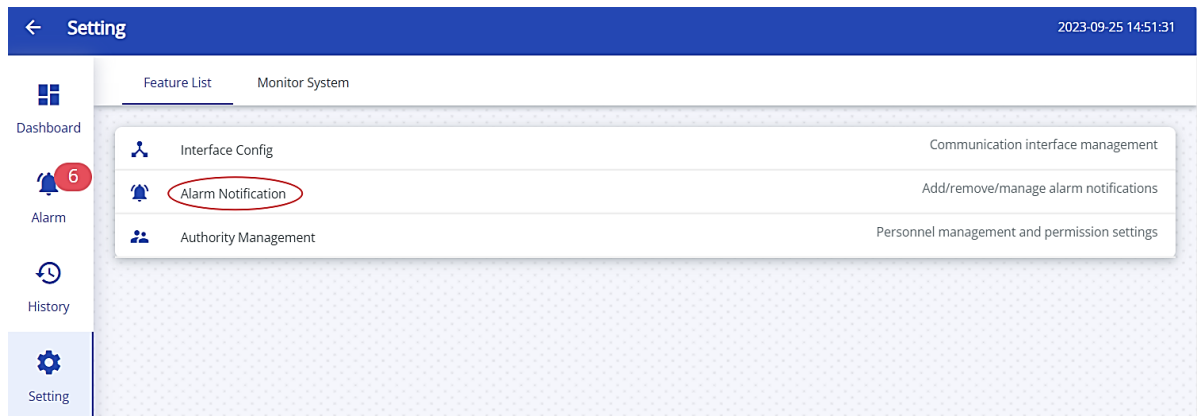 Setting
2023-09-25 14:51:31
Dashboard
6
Alarm
History
Setting
Feature List
Monitor System
Interface Config
Communication interface management
Alarm Notification
Add/remove/manage alarm notifications
Authority Management
Personnel management and permission settings